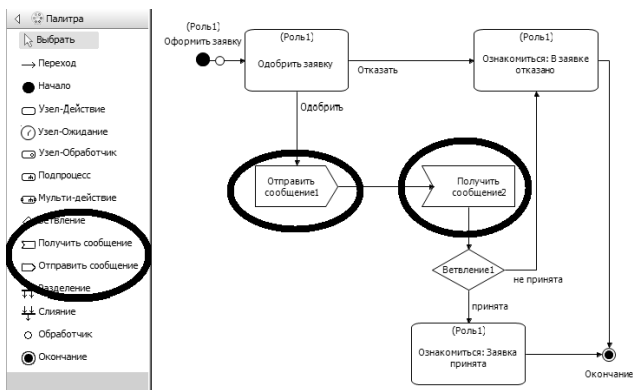 Палитра
Выбрать
Переход
Начало
Узел-Действие
Узел-Ожидание
Узел-Обработчик
Подпроцесс
Мульти-действие
Ветвление
Получить сообщение
Отправить сообщение
Разделение
Слияние
Обработчик
Окончание
(Роль1)
Оформить заявку
(Роль1)
Одобрить заявку
Отказать
(Роль1)
Ознакомиться: В заявке
отказано
Одобрить
Отправить
сообщение1
Получить
сообщение2
Ветвление1
не принята
принята
(Роль1)
Ознакомиться: Заявка
принята
Окончание